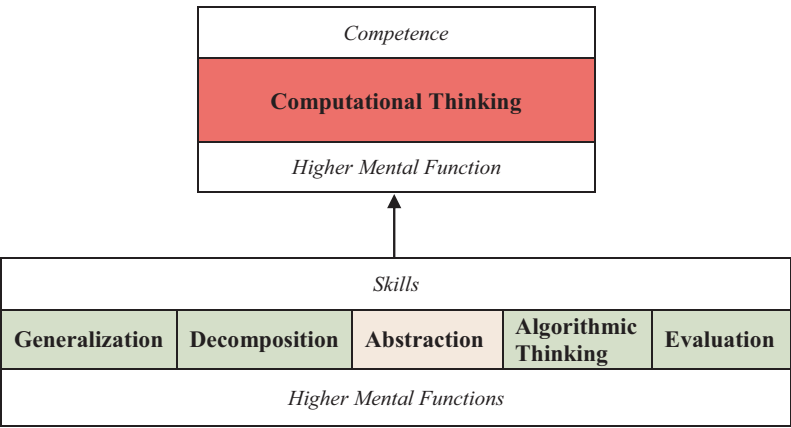 Competence
Computational Thinking
Higher Mental Function
Skills
Generalization
Decomposition
Abstraction
Algorithmic
Thinking
Evaluation
Higher Mental Functions